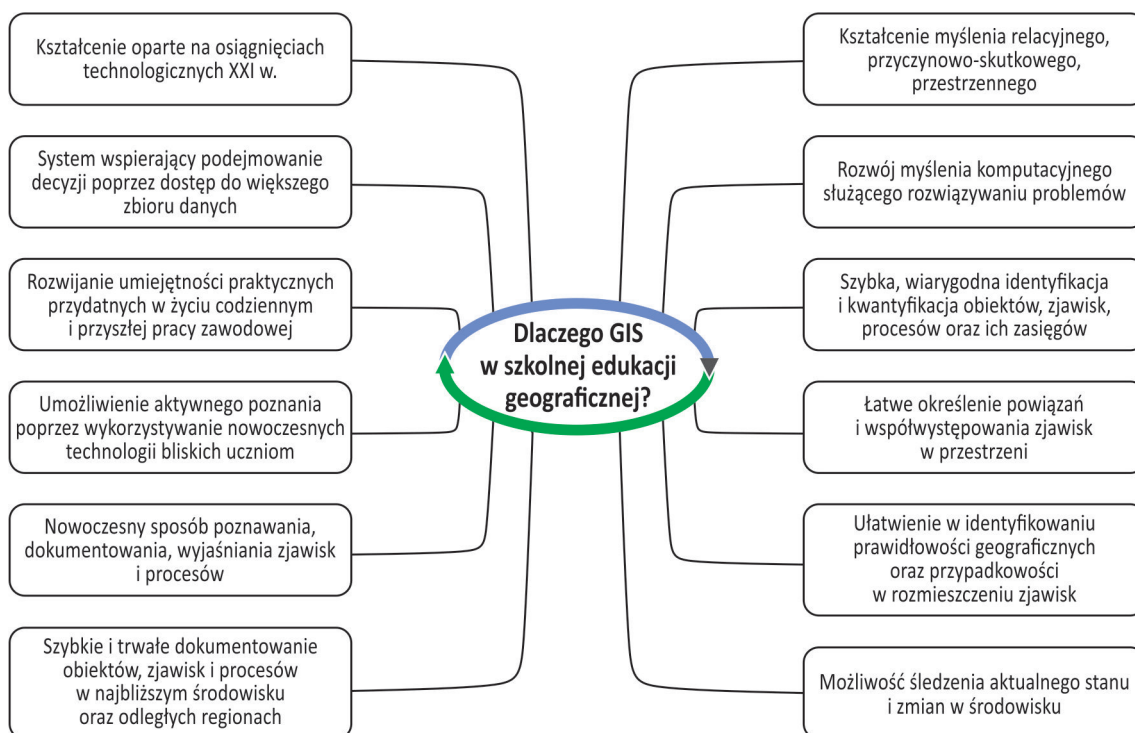 Kształcenie oparte na osiągnięciach
technologicznych XXI w.
System wspierający podejmowanie
decyzji poprzez dostęp do większego
zbioru danych
Rozwijanie umiejętności praktycznych
przydatnych w życiu codziennym
i przyszłej pracy zawodowej
Umożliwienie aktywnego poznania
poprzez wykorzystywanie nowoczesnych
technologii bliskich uczniom
Nowoczesny sposób poznawania,
dokumentowania, wyjaśniania zjawisk
i procesów
Szybkie i trwałe dokumentowanie
obiektów, zjawisk i procesów
w najbliższym środowisku
oraz odległych regionach
Dlaczego GIS
w szkolnej edukacji
geograficznej?
Kształcenie myślenia relacyjnego,
przyczynowo-skutkowego,
przestrzennego
Rozwój myślenia komputacyjnego
służącego rozwiązywaniu problemów
Szybka, wiarygodna identyfikacja
i kwantyfikacja obiektów, zjawisk,
procesów oraz ich zasięgów
Łatwe określenie powiązań
i współwystępowania zjawisk
w przestrzeni
Ułatwienie w identyfikowaniu
prawidłowości geograficznych
oraz przypadkowości
w rozmieszczeniu zjawisk
Możliwość śledzenia aktualnego stanu
i zmian w środowisku